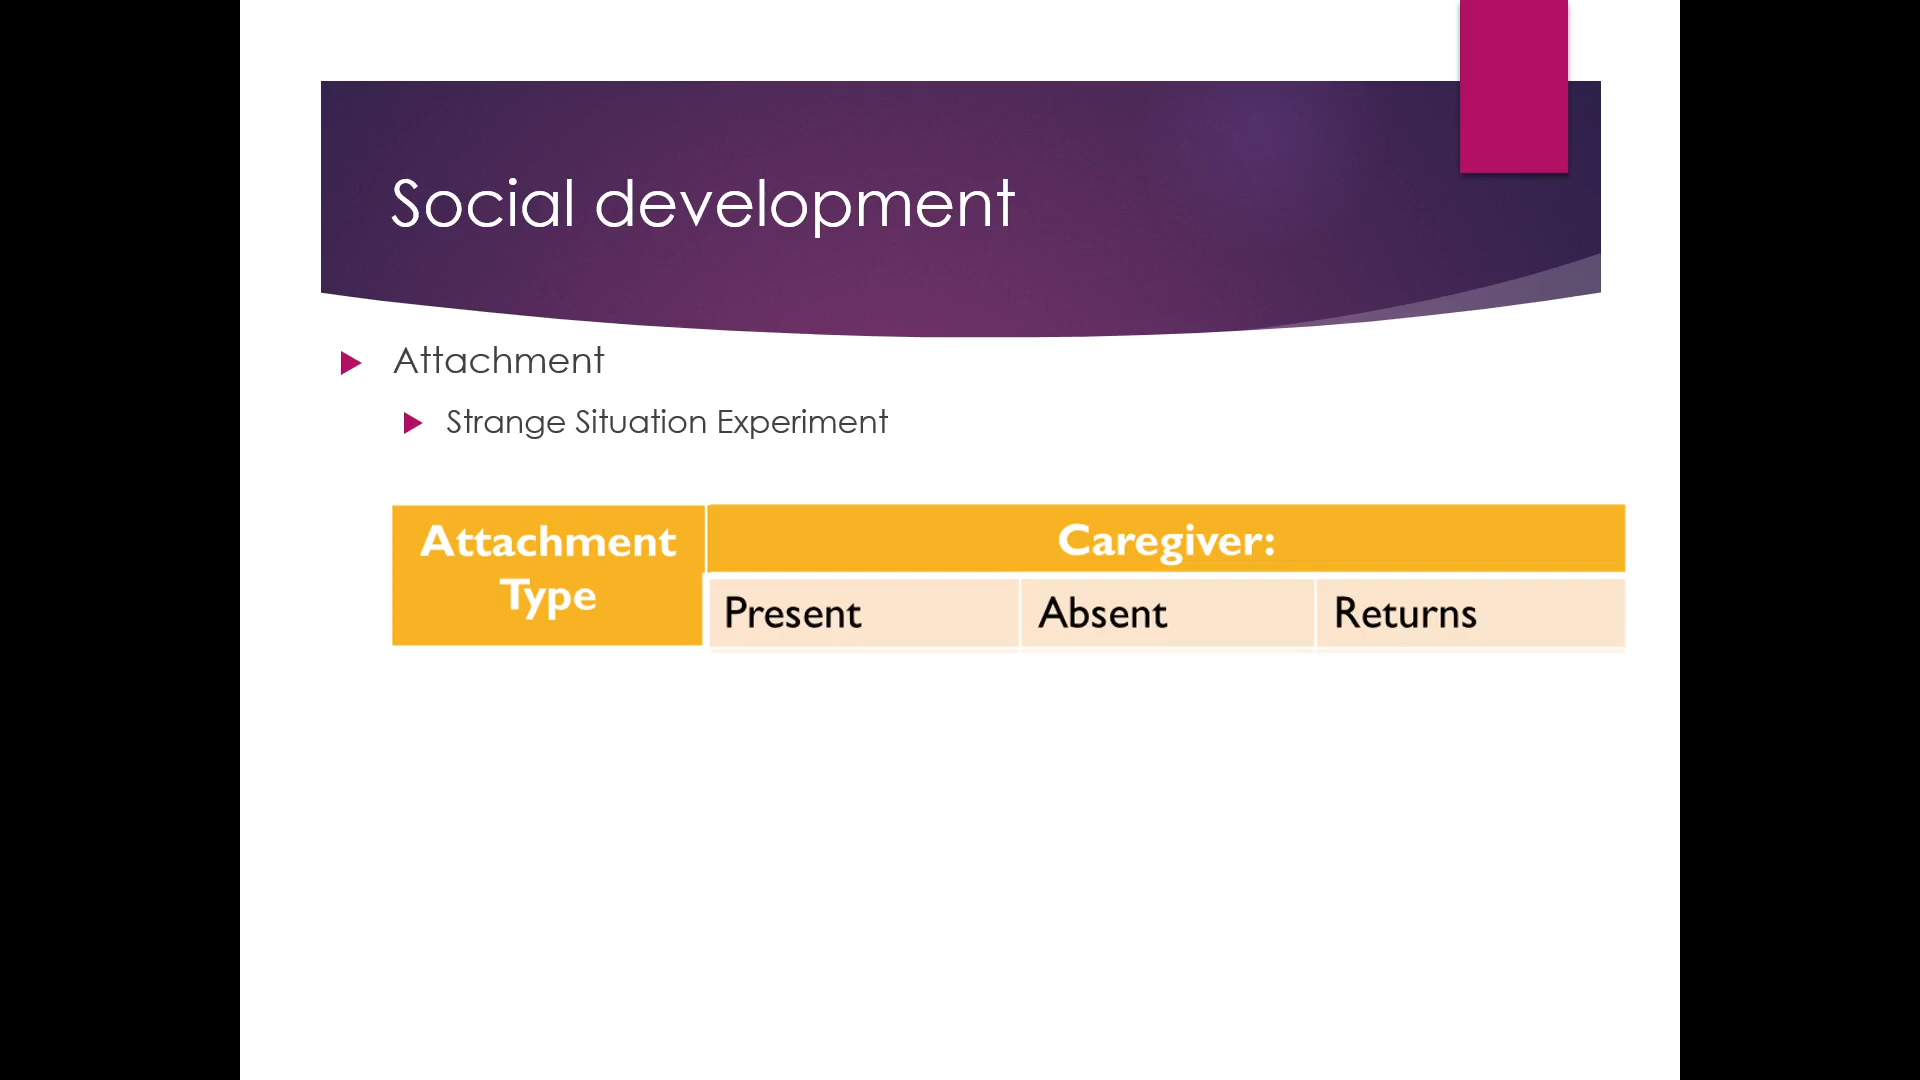 Social development
Attachment
Strange Situation Experiment
Attachment
Type
Caregiver:
Present
Absent
Returns